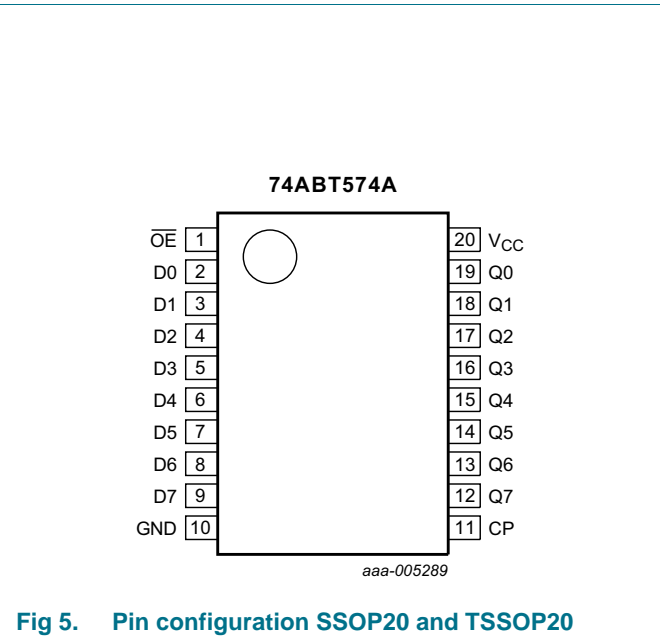 74ABT574A
OE 1 20 VCC
D0 2 19 Q0
D1 3 18 Q1
D2 4 17 Q2
D3 5 16 Q3
D4 6 15 Q4
D5 7 14 Q5
D6 8 13 Q6
D7 9 12 Q7
GND 10 11 CP
aaa-005289
Fig 5. Pin configuration SSOP20 and TSSOP20